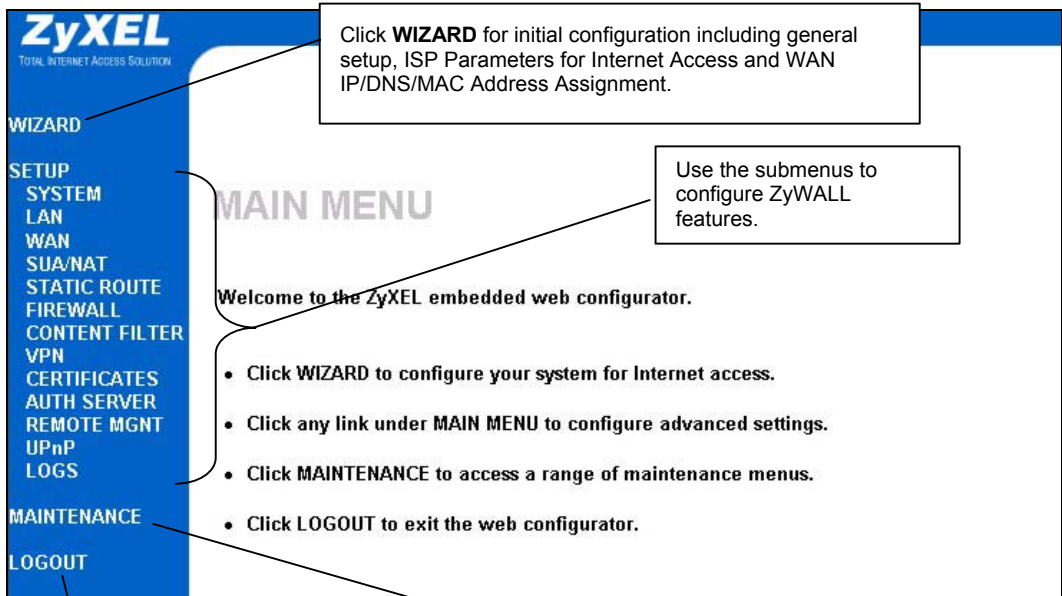 ZyXEL
TOTAL INTERNET ACCESS SOLUTION
Click WIZARD for initial configuration including general
setup, ISP Parameters for Internet Access and WAN
IP/DNS/MAC Address Assignment.
WIZARD
SETUP
SYSTEM
LAN
WAN
SUA/NAT
STATIC ROUTE
FIREWALL
CONTENT FILTER
VPN
CERTIFICATES
AUTH SERVER
REMOTE MGNT
UPnP
LOGS
MAINTENANCE
LOGOUT
Use the submenus to
configure ZyWALL
features.
MAIN MENU
Welcome to the ZyXEL embedded web configurator.
• Click WIZARD to configure your system for Internet access.
• Click any link under MAIN MENU to configure advanced settings.
• Click MAINTENANCE to access a range of maintenance menus.
• Click LOGOUT to exit the web configurator.